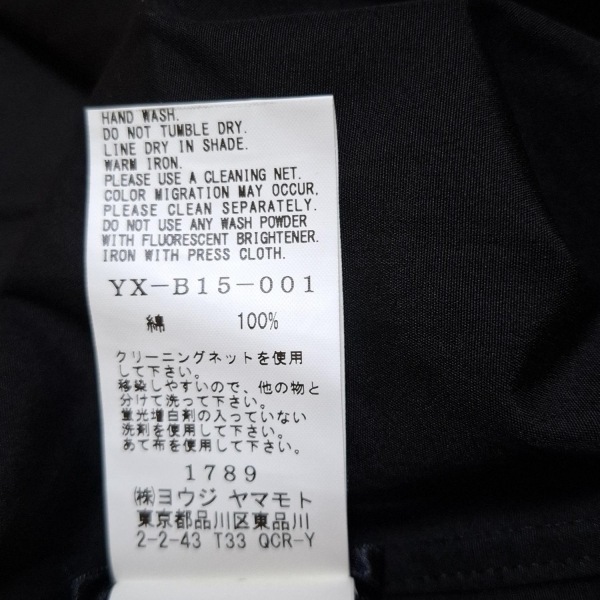 HAND WASH.
DO NOT TUMBLE DRY.
LINE DRY IN SHADE.
WARM IRON.
PLEASE USE A CLEANING NET.
COLOR MIGRATION MAY OCCUR.
PLEASE CLEAN SEPARATELY.
DO NOT USE ANY WASH POWDER
WITH FLUORESCENT BRIGHTENER.
IRON WITH PRESS CLOTH.
YX-B15-001
綿 100%
クリーニングネットを使用
して下さい。
移染しやすいので、他の物と
分けて洗って下さい。
蛍光増白剤の入っていない
洗剤を使用して下さい。
あて布を使用して下さい。
1789
㈱ヨウジ ヤマモト
東京都品川区東品川
2-2-43 T33 QCR-Y